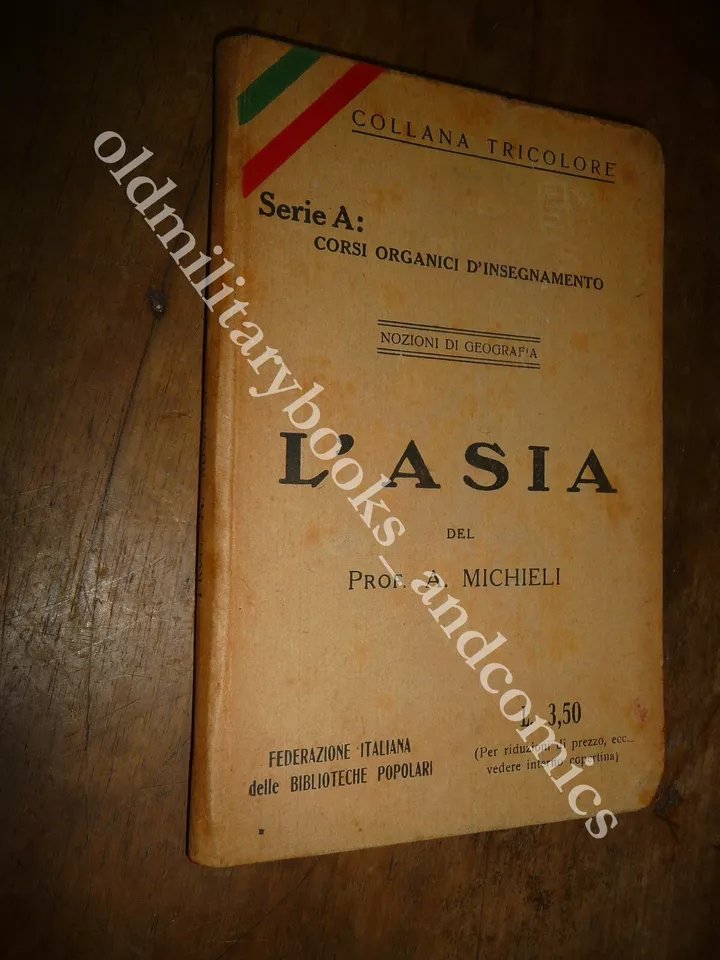 COLLANA TRICOLORE
Serie A:
CORSI ORGANICI D'INSEGNAMENTO
NOZIONI DI GEOGRAFIA
L'ASIA
DEL
PROF. A. MICHIELI
L. 3,50
(Per riduzioni di prezzo, ecc.
vedere interno copertina)
FEDERAZIONE ITALIANA
delle BIBLIOTECHE POPOLARI
oldmilitarybooks_andcomics